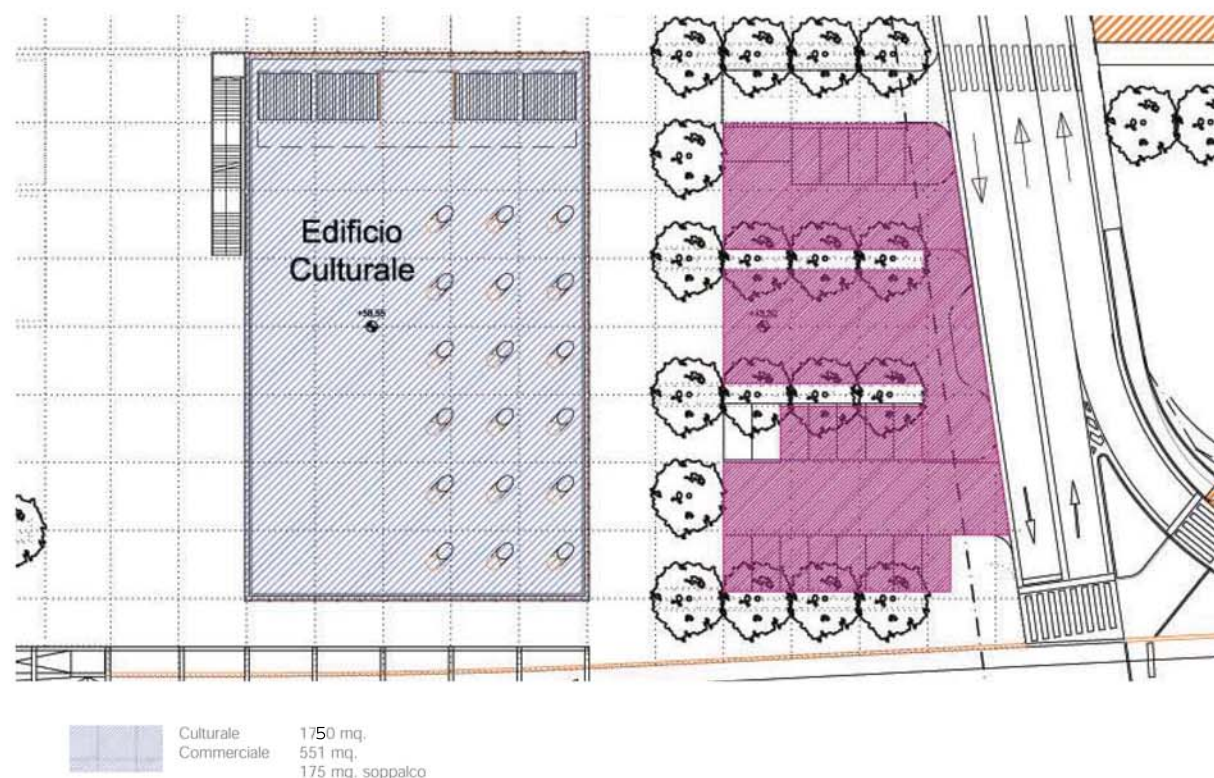 Edificio
Culturale
+58,55
Culturale 1750 mq.
Commerciale 551 mq.
175 mq. soppalco